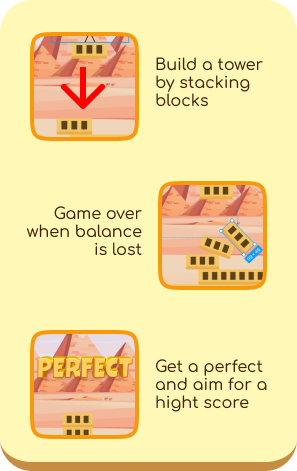 Build a tower
by stacking
blocks
Game over
when balance
is lost
PERFECT
Get a perfect
and aim for a
hight score